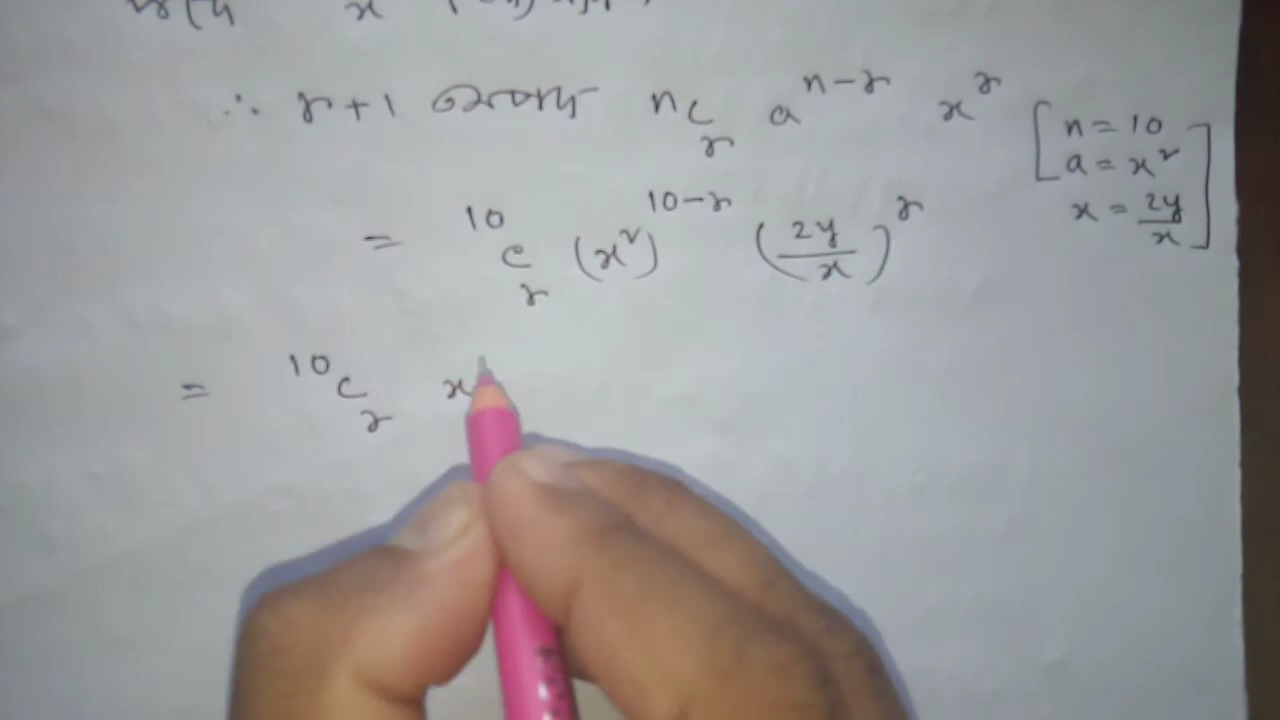 ∴ r+1 তম পদ ⁿCᵣ aⁿ⁻ʳ xʳ
[n = 10
a = x²
x = 2y/x]
= ¹⁰Cᵣ (x²)¹⁰⁻ʳ (2y/x)ʳ
= ¹⁰Cᵣ x